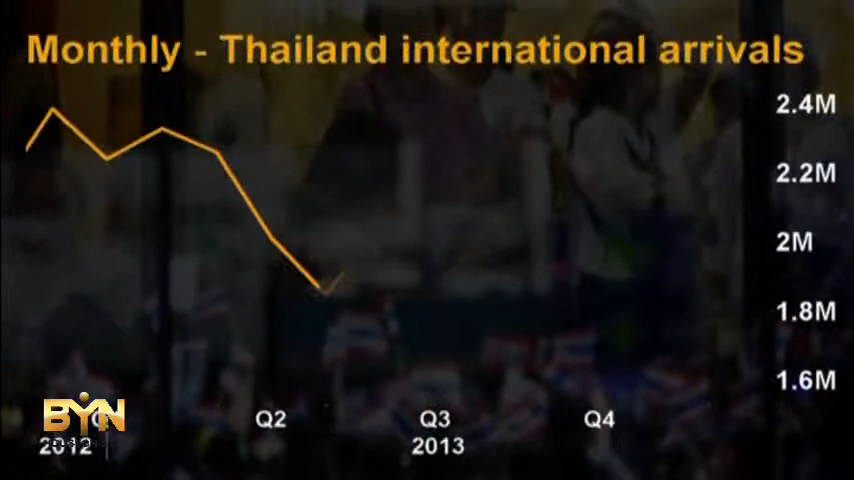 Monthly - Thailand international arrivals
2.4M
2.2M
2M
1.8M
1.6M
BYN
Q2
Q3
Q4
2012
2013